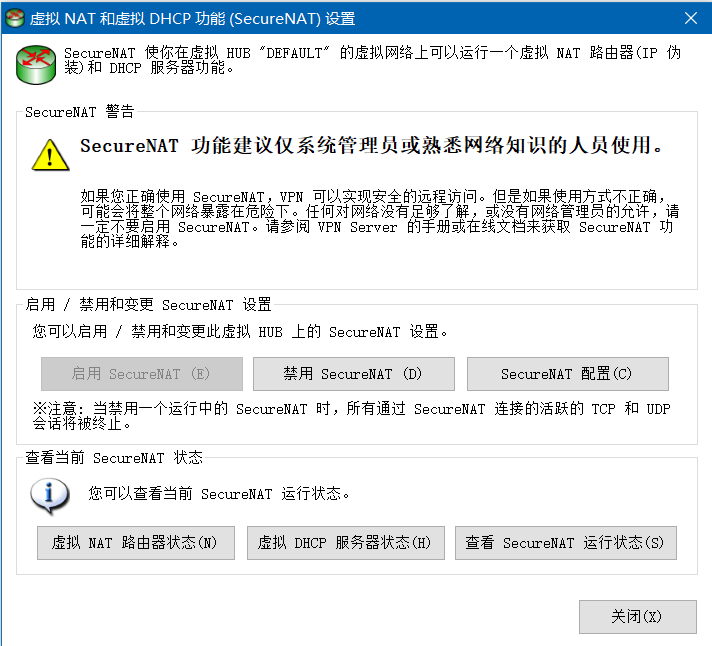 虚拟 NAT 和虚拟 DHCP 功能 (SecureNAT) 设置
SecureNAT 使你在虚拟 HUB "DEFAULT" 的虚拟网络上可以运行一个虚拟 NAT 路由器(IP 伪
装)和 DHCP 服务器功能。
SecureNAT 警告
SecureNAT 功能建议仅系统管理员或熟悉网络知识的人员使用。
如果您正确使用 SecureNAT，VPN 可以实现安全的远程访问。但是如果使用方式不正确，
可能会将整个网络暴露在危险下。任何对网络没有足够了解，或没有网络管理员的允许，请
一定不要启用 SecureNAT。请参阅 VPN Server 的手册或在线文档来获取 SecureNAT 功
能的详细解释。
启用 / 禁用和变更 SecureNAT 设置
您可以启用 / 禁用和变更此虚拟 HUB 上的 SecureNAT 设置。
启用 SecureNAT (E)
禁用 SecureNAT (D)
SecureNAT 配置(C)
※注意: 当禁用一个运行中的 SecureNAT 时，所有通过 SecureNAT 连接的活跃的 TCP 和 UDP
会话将被终止。
查看当前 SecureNAT 状态
您可以查看当前 SecureNAT 运行状态。
虚拟 NAT 路由器状态(N)
虚拟 DHCP 服务器状态(H)
查看 SecureNAT 运行状态(S)
关闭(X)